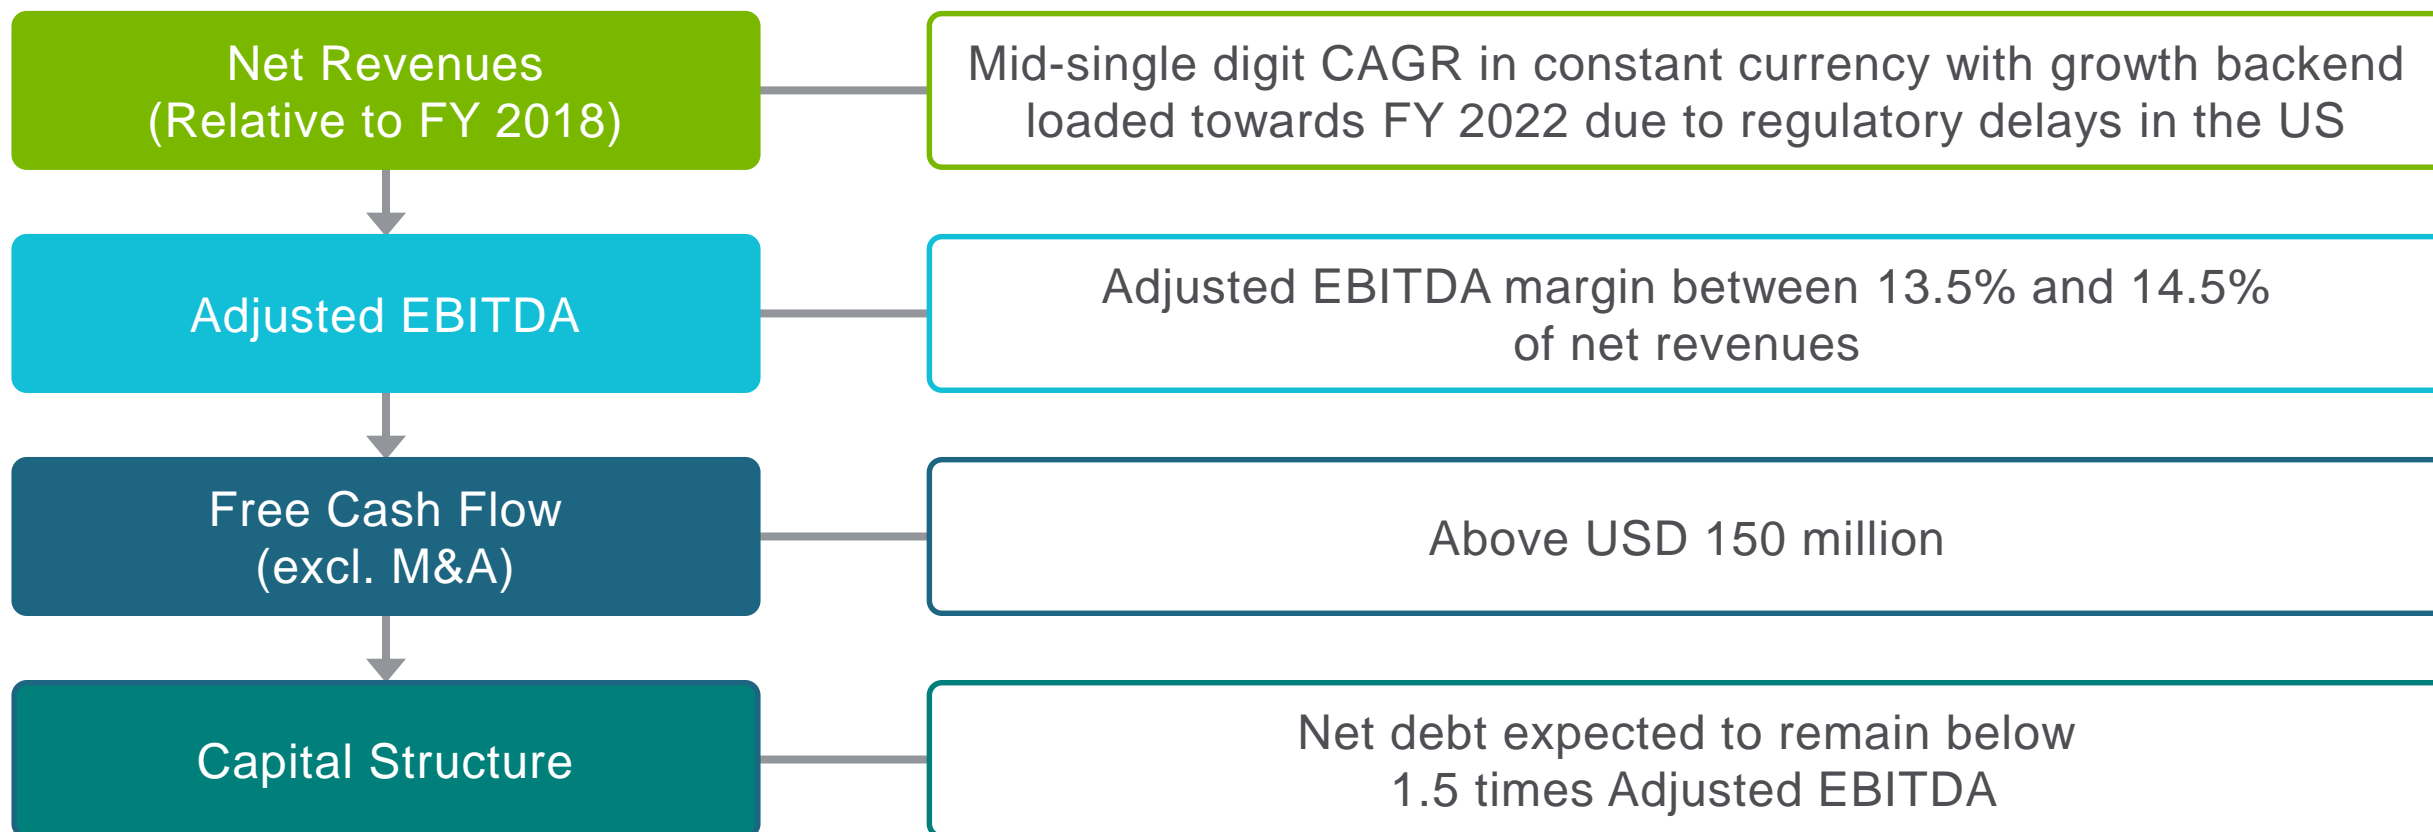 Net Revenues
(Relative to FY 2018)
Mid-single digit CAGR in constant currency with growth backend
loaded towards FY 2022 due to regulatory delays in the US
Adjusted EBITDA
Adjusted EBITDA margin between 13.5% and 14.5%
of net revenues
Free Cash Flow
(excl. M&A)
Above USD 150 million
Capital Structure
Net debt expected to remain below
1.5 times Adjusted EBITDA